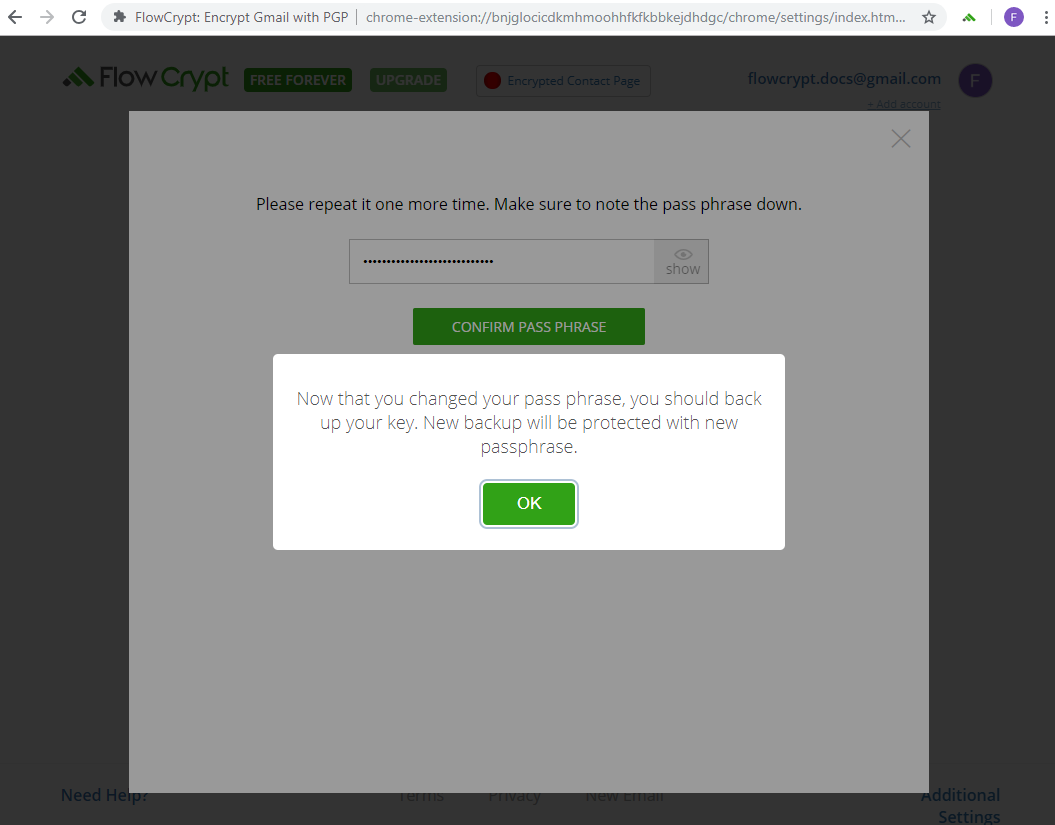 FlowCrypt: Encrypt Gmail with PGP | chrome-extension://bnjglocicdkmhmoohhfkfkbbkejdhdgc/chrome/settings/index.htm...
F
FlowCrypt FREE FOREVER UPGRADE Encrypted Contact Page flowcrypt.docs@gmail.com F
+ Add account
Please repeat it one more time. Make sure to note the pass phrase down.
show
CONFIRM PASS PHRASE
Now that you changed your pass phrase, you should back
up your key. New backup will be protected with new
passphrase.
OK
Need Help? Terms Privacy New Email Additional
Settings